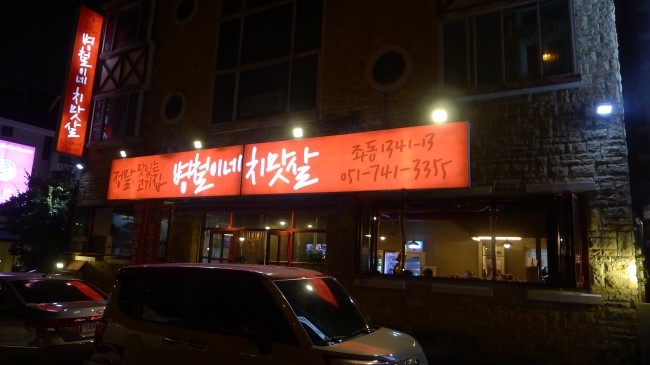 병철이네 치맛살
정말 맛있는
고기집
병철이네 치맛살
좌동 1341-13
051-741-3355